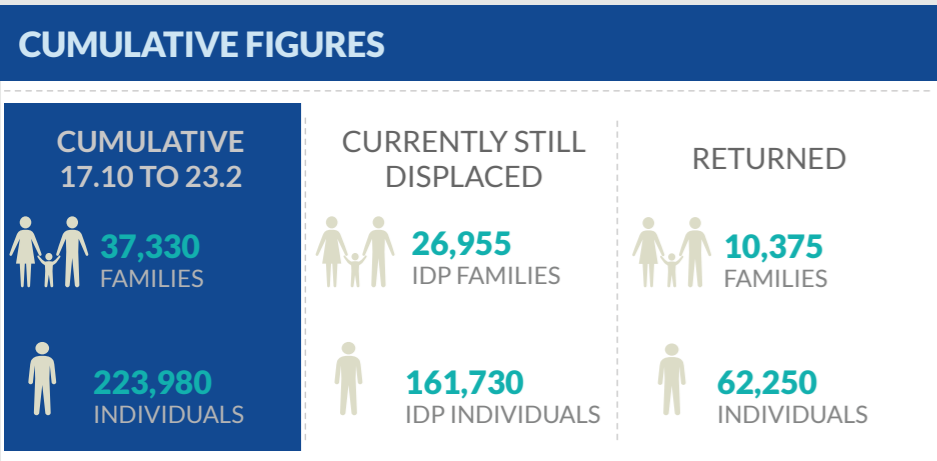 CUMULATIVE FIGURES
CUMULATIVE
17.10 TO 23.2
37,330
FAMILIES
223,980
INDIVIDUALS
CURRENTLY STILL
DISPLACED
26,955
IDP FAMILIES
161,730
IDP INDIVIDUALS
RETURNED
10,375
FAMILIES
62,250
INDIVIDUALS